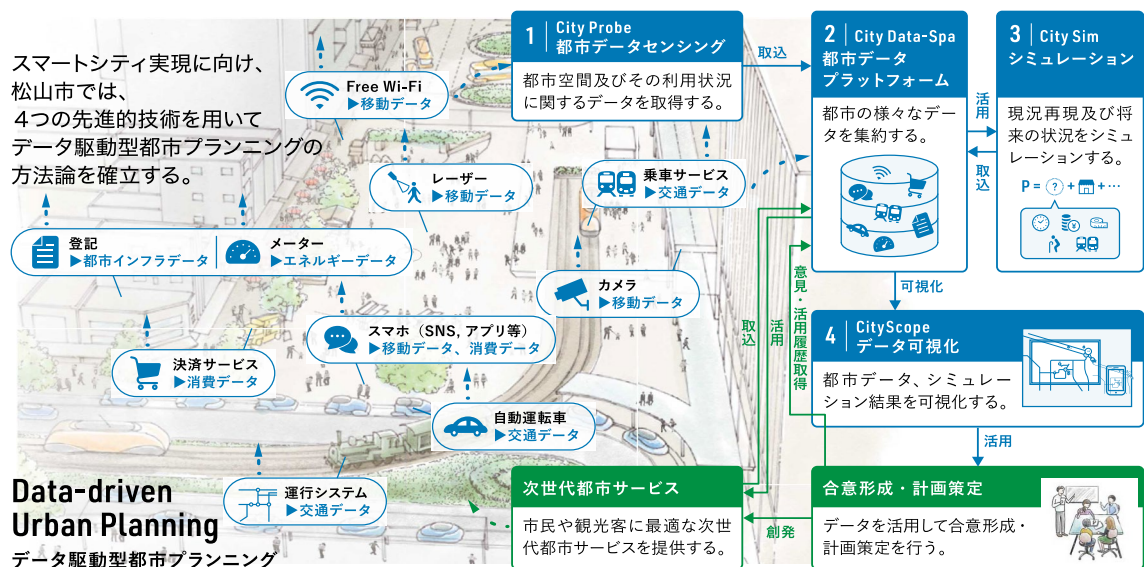 スマートシティ実現に向け、
松山市では、
4つの先進的技術を用いて
データ駆動型都市プランニングの
方法論を確立する。
Free Wi-Fi
▶移動データ
レーザー
▶移動データ
乗車サービス
▶交通データ
登記
▶都市インフラデータ
メーター
▶エネルギーデータ
カメラ
▶移動データ
スマホ（SNS, アプリ等）
▶移動データ、消費データ
決済サービス
▶消費データ
自動運転車
▶交通データ
運行システム
▶交通データ
Data-driven
Urban Planning
データ駆動型都市プランニング
1 City Probe
都市データセンシング
都市空間及びその利用状況
に関するデータを取得する。
取込
2 City Data-Spa
都市データ
プラットフォーム
都市の様々なデー
タを集約する。
活用
取込
3 City Sim
シミュレーション
現況再現及び将
来の状況をシミュ
レーションする。
P = ? + + …
¥
可視化
4 CityScope
データ可視化
都市データ、シミュレー
ション結果を可視化する。
活用
取込
活用
意見・活用履歴取得
次世代都市サービス
市民や観光客に最適な次世
代都市サービスを提供する。
創発
合意形成・計画策定
データを活用して合意形成・
計画策定を行う。